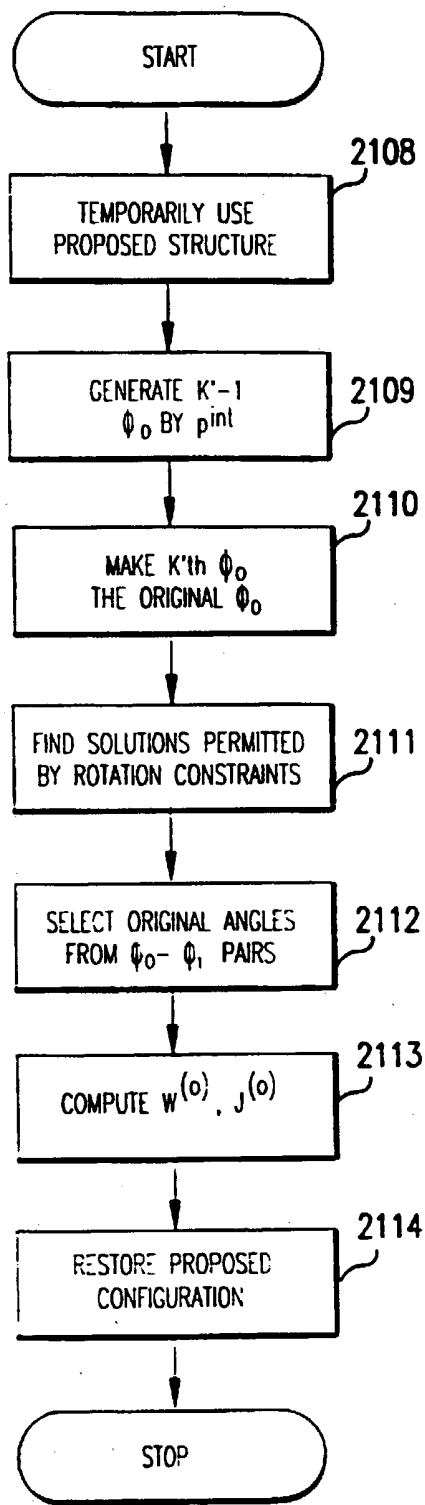 START
2108
TEMPORARILY USE
PROPOSED STRUCTURE
GENERATE K'-1
ϕ₀ BY pⁱⁿᵗ
2109
2110
MAKE K'th ϕ₀
THE ORIGINAL ϕ₀
FIND SOLUTIONS PERMITTED
BY ROTATION CONSTRAINTS
2111
SELECT ORIGINAL ANGLES
FROM ϕ₀- ϕ₁ PAIRS
2112
COMPUTE W⁽⁰⁾, J⁽⁰⁾
2113
2114
RESTORE PROPOSED
CONFIGURATION
STOP